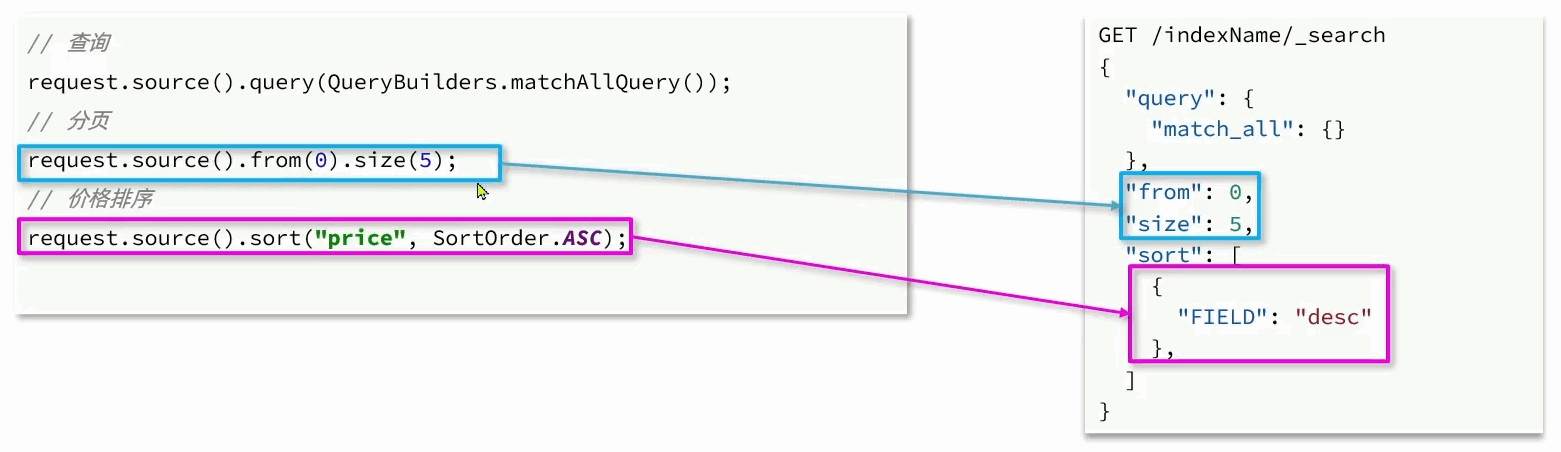 // 查询
request.source().query(QueryBuilders.matchAllQuery());
// 分页
request.source().from(0).size(5);
// 价格排序
request.source().sort("price", SortOrder.ASC);
GET /indexName/_search
{
  "query": {
    "match_all": {}
  },
  "from": 0,
  "size": 5,
  "sort": [
    {
      "FIELD": "desc"
    },
  ]
}